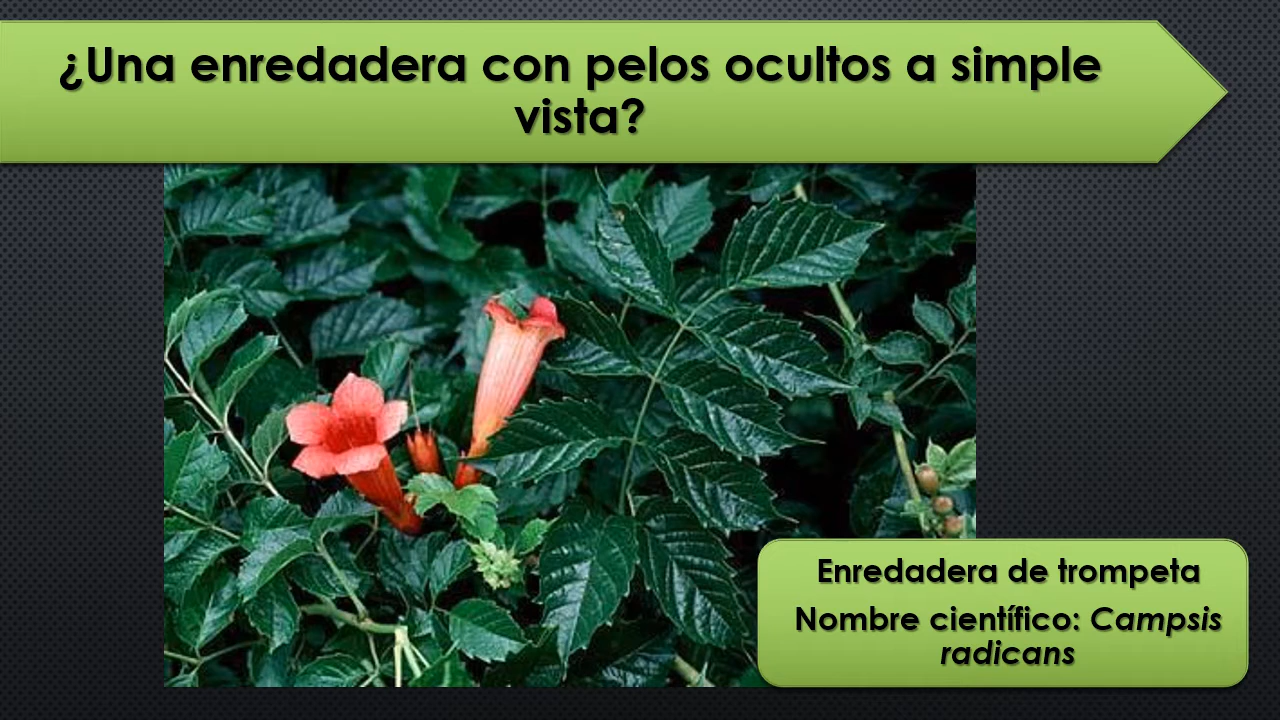 ¿Una enredadera con pelos ocultos a simple
vista?
Enredadera de trompeta
Nombre científico: Campsis
radicans